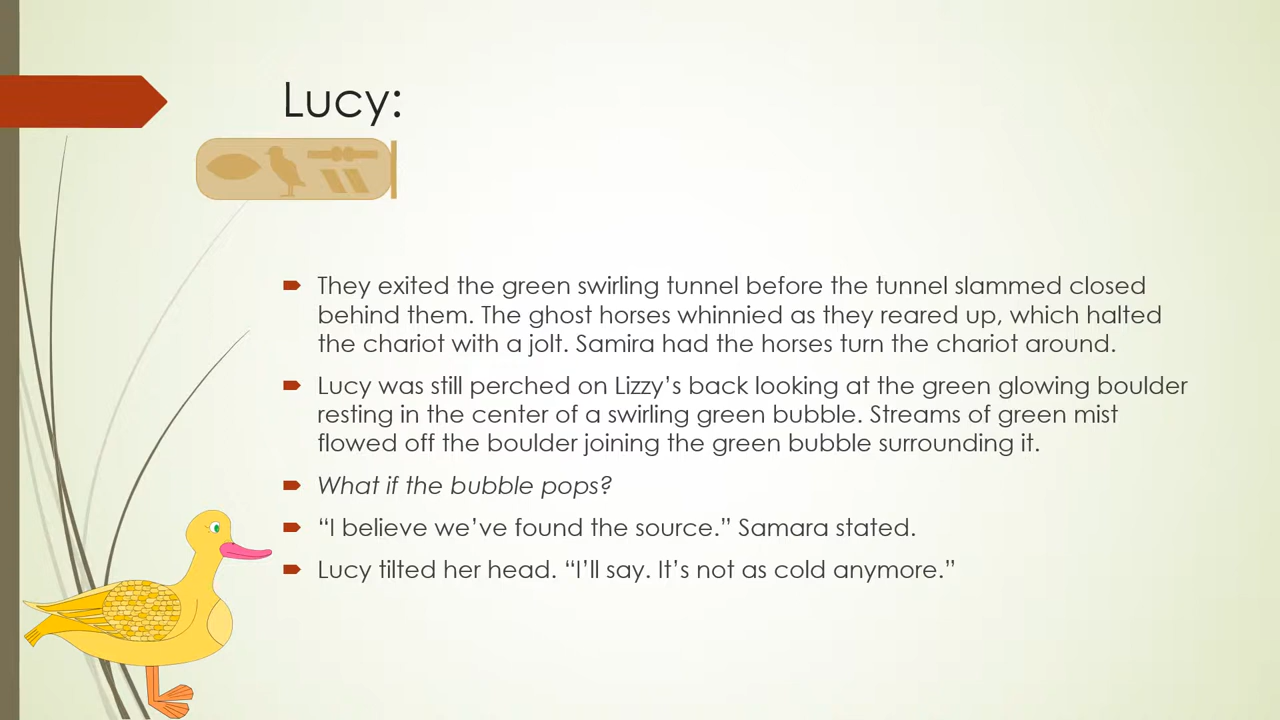 Lucy:
They exited the green swirling tunnel before the tunnel slammed closed
behind them. The ghost horses whinnied as they reared up, which halted
the chariot with a jolt. Samira had the horses turn the chariot around.
Lucy was still perched on Lizzy’s back looking at the green glowing boulder
resting in the center of a swirling green bubble. Streams of green mist
flowed off the boulder joining the green bubble surrounding it.
What if the bubble pops?
“I believe we’ve found the source.” Samara stated.
Lucy tilted her head. “I’ll say. It’s not as cold anymore.”